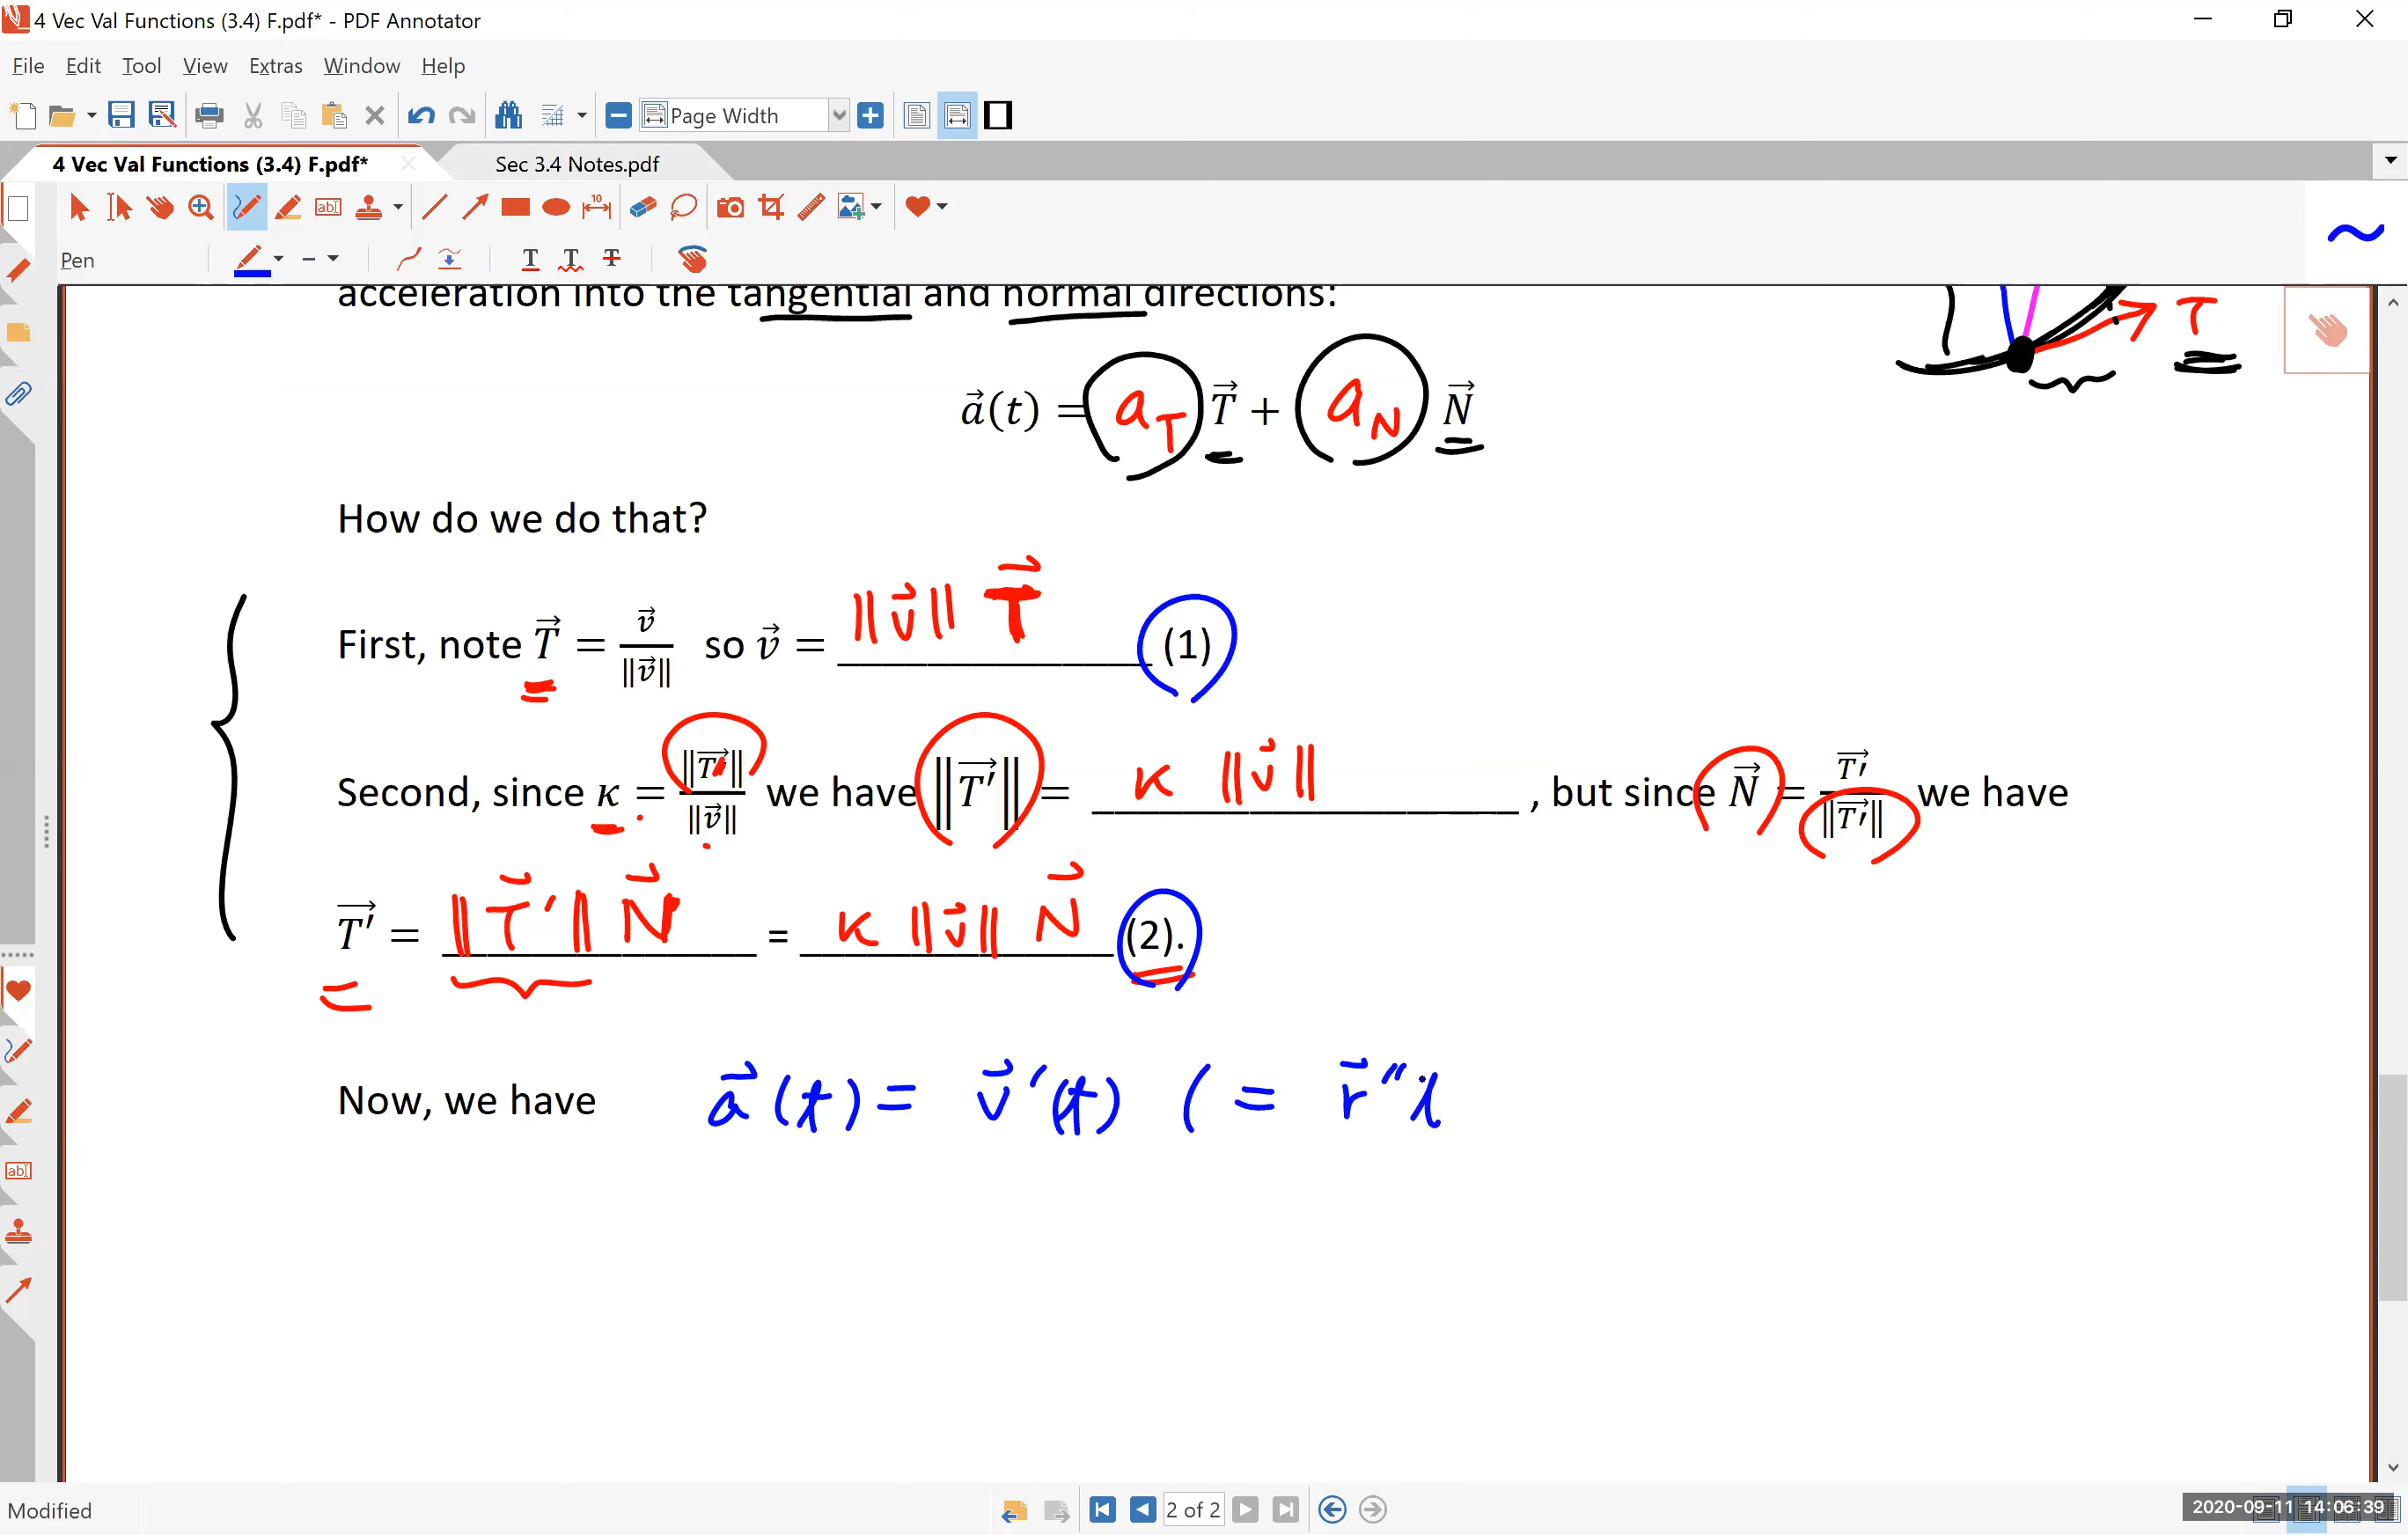 4 Vec Val Functions (3.4) F.pdf* - PDF Annotator
File Edit Tool View Extras Window Help
Page Width
4 Vec Val Functions (3.4) F.pdf* Sec 3.4 Notes.pdf
Pen
acceleration into the tangential and normal directions:
T
a⃗(t) = a_T T⃗ + a_N N⃗
How do we do that?
First, note T⃗ = v⃗/‖v⃗‖ so v⃗ = ‖v⃗‖ T⃗ (1)
Second, since κ = ‖T⃗'‖/‖v⃗‖ we have ‖T⃗'‖ = κ ‖v⃗‖ , but since N⃗ = T⃗'/‖T⃗'‖ we have
T⃗' = ‖T⃗'‖ N⃗ = κ ‖v⃗‖ N⃗ (2).
Now, we have a⃗(t) = v⃗'(t) ( = r⃗''
Modified 2 of 2 2020-09-11 14:06:39